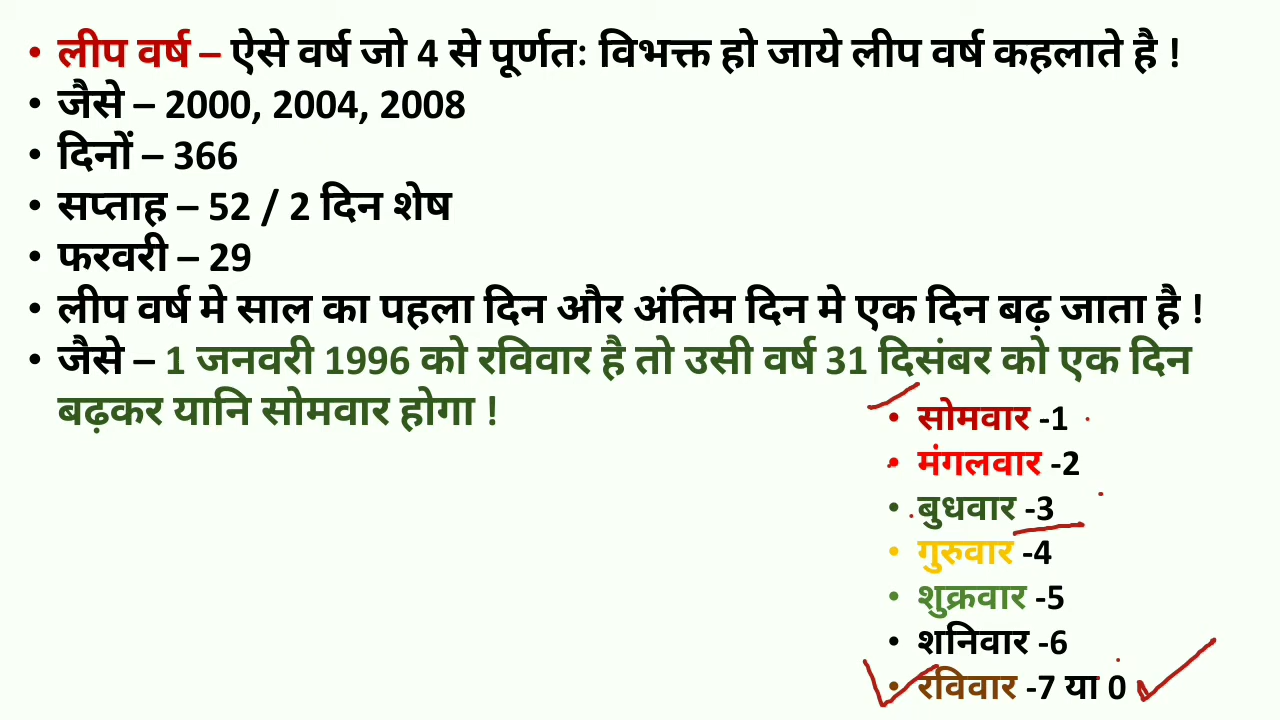 • लीप वर्ष – ऐसे वर्ष जो 4 से पूर्णतः विभक्त हो जाये लीप वर्ष कहलाते है !
• जैसे – 2000, 2004, 2008
• दिनों – 366
• सप्ताह – 52 / 2 दिन शेष
• फरवरी – 29
• लीप वर्ष मे साल का पहला दिन और अंतिम दिन मे एक दिन बढ़ जाता है !
• जैसे – 1 जनवरी 1996 को रविवार है तो उसी वर्ष 31 दिसंबर को एक दिन
बढ़कर यानि सोमवार होगा !
• सोमवार -1
• मंगलवार -2
• बुधवार -3
• गुरुवार -4
• शुक्रवार -5
• शनिवार -6
• रविवार -7 या 0